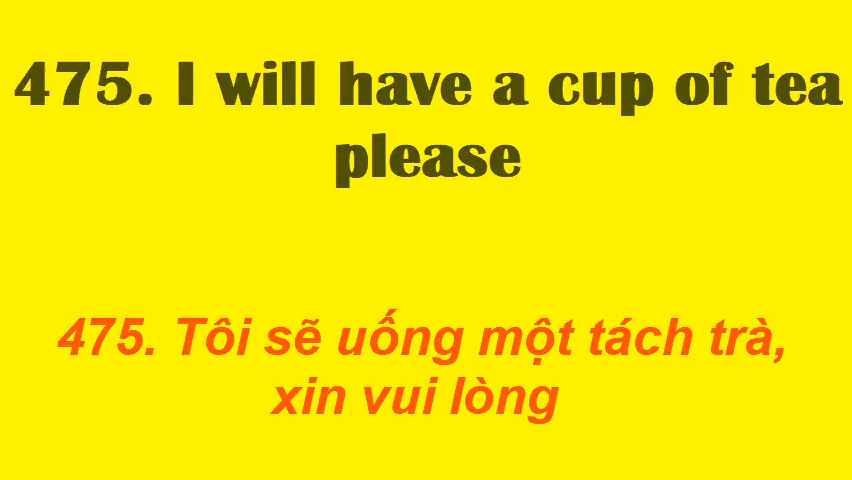 475. I will have a cup of tea
please
475. Tôi sẽ uống một tách trà,
xin vui lòng